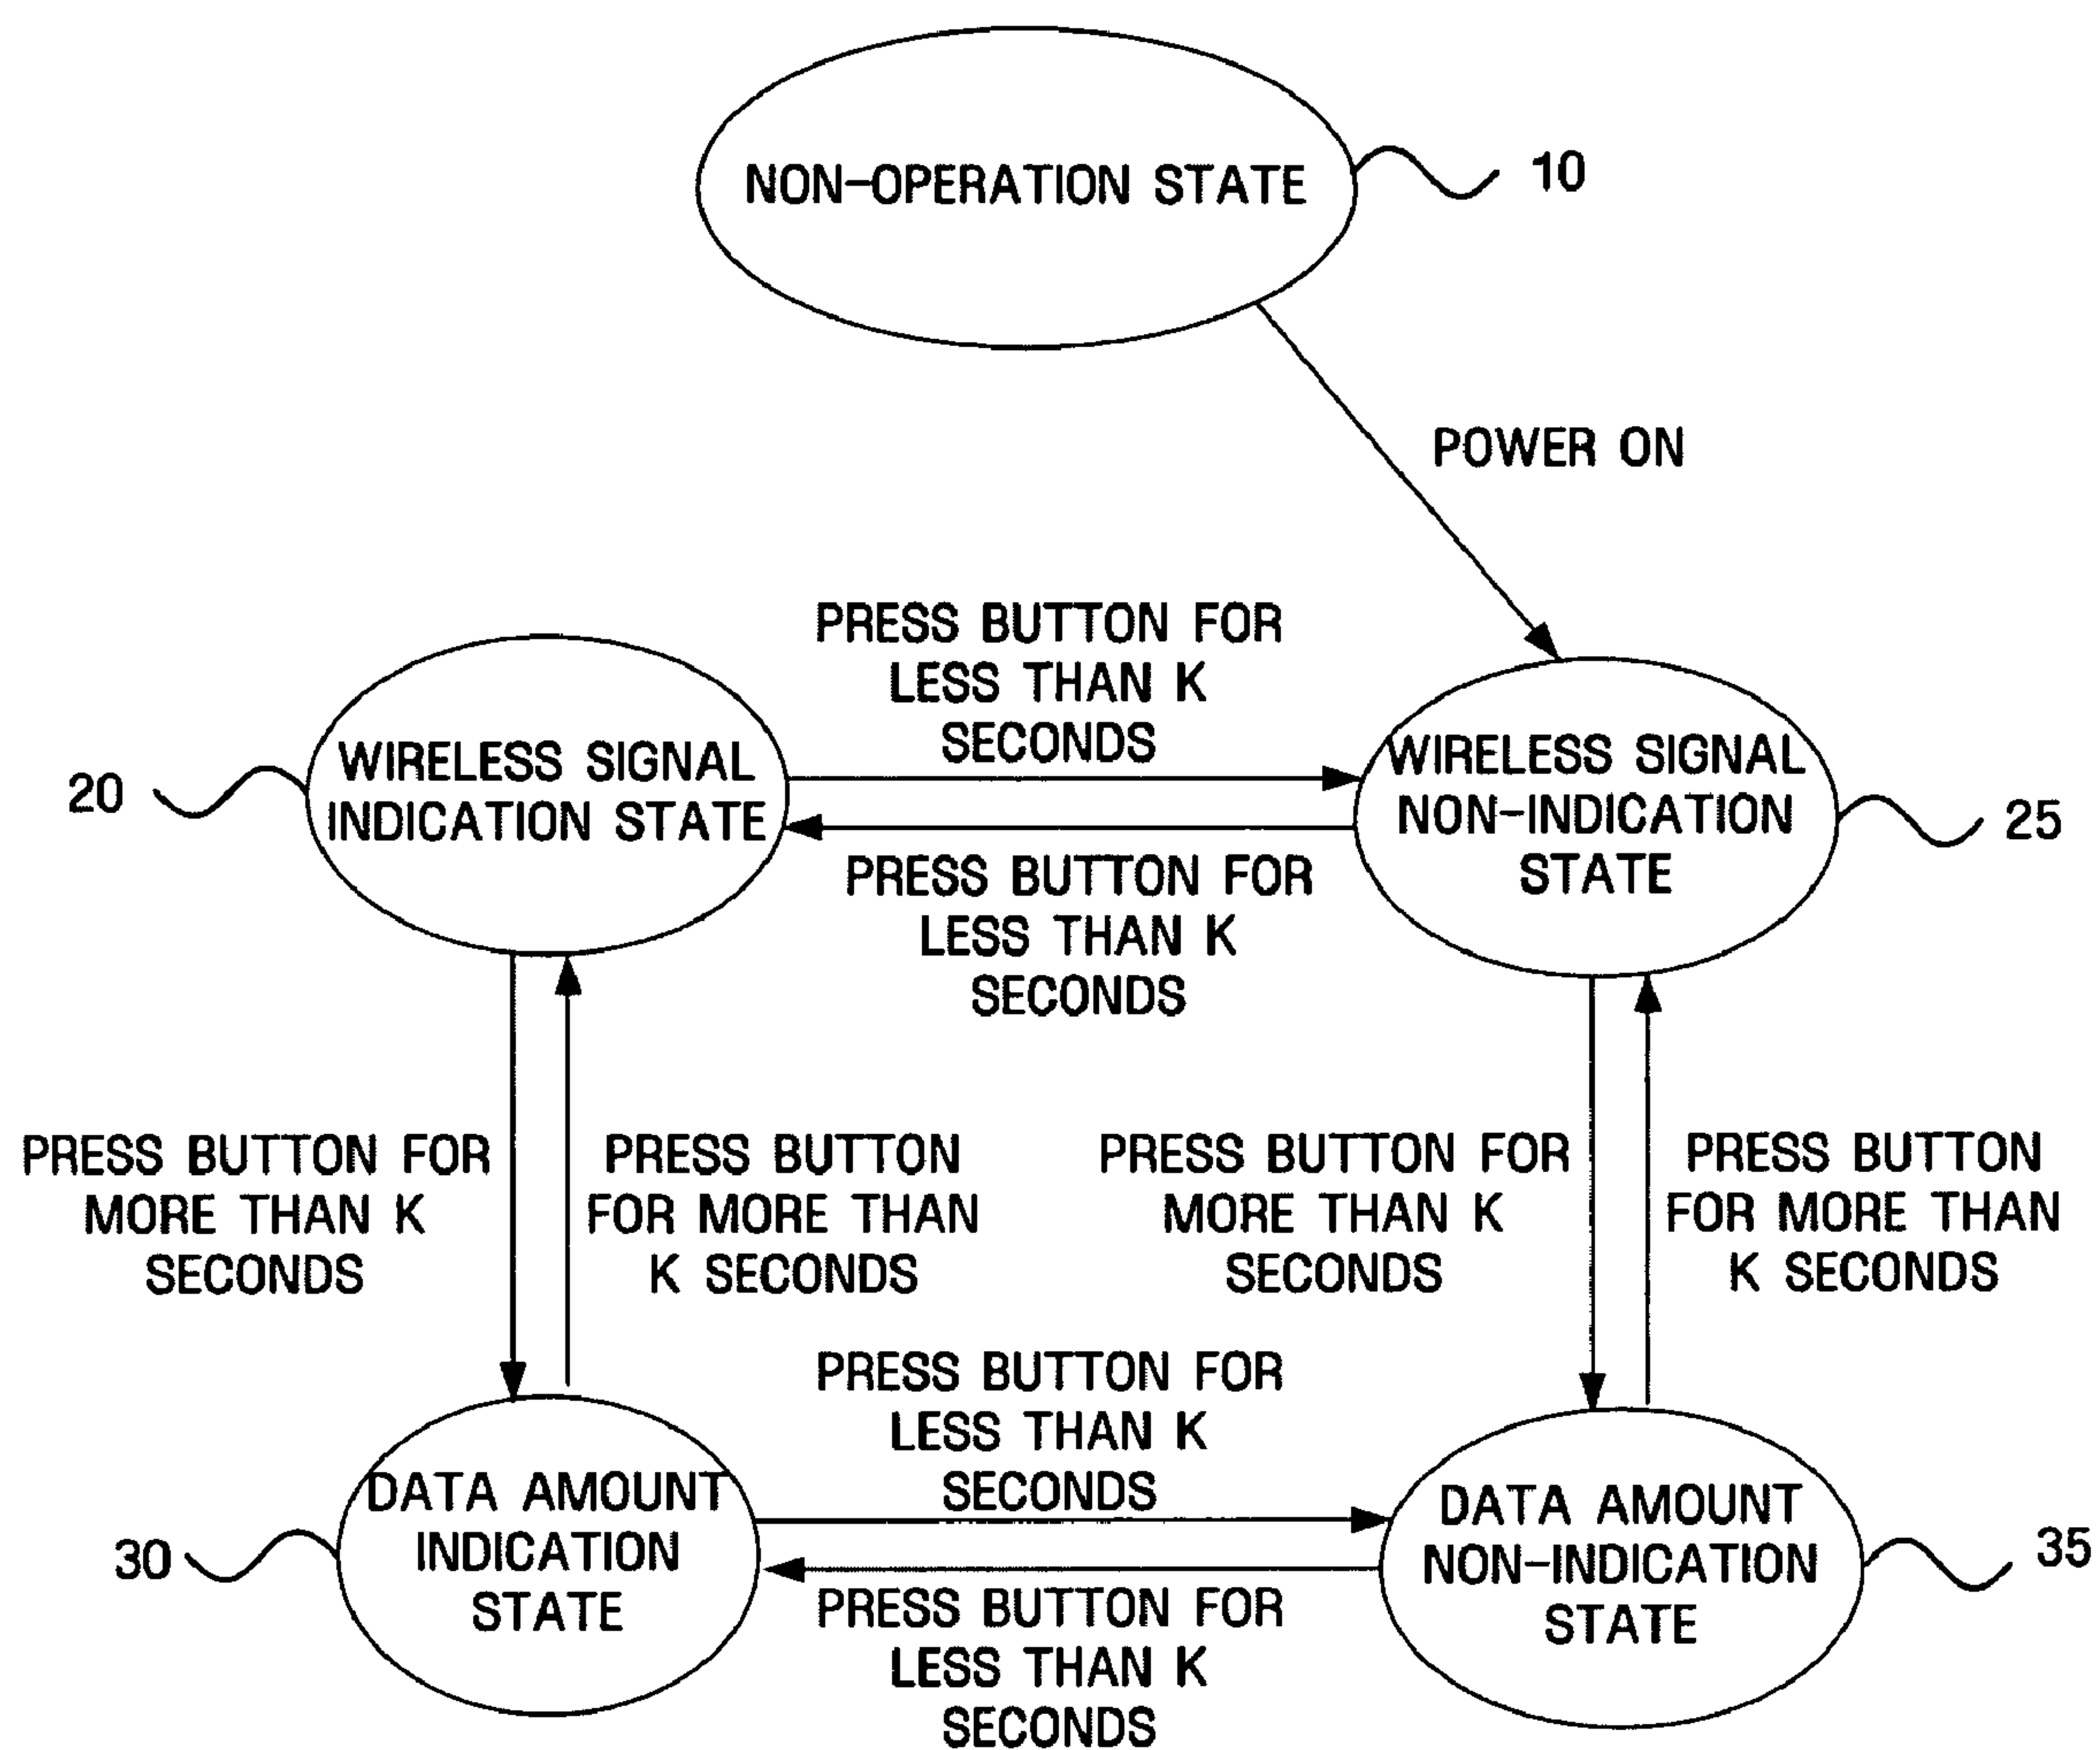 NON-OPERATION STATE
10
POWER ON
PRESS BUTTON FOR
LESS THAN K
SECONDS
WIRELESS SIGNAL
INDICATION STATE
20
WIRELESS SIGNAL
NON-INDICATION
STATE
25
PRESS BUTTON FOR
LESS THAN K
SECONDS
PRESS BUTTON FOR
MORE THAN K
SECONDS
PRESS BUTTON
FOR MORE THAN
K SECONDS
PRESS BUTTON FOR
MORE THAN K
SECONDS
PRESS BUTTON
FOR MORE THAN
K SECONDS
PRESS BUTTON FOR
LESS THAN K
SECONDS
DATA AMOUNT
INDICATION
STATE
30
DATA AMOUNT
NON-INDICATION
STATE
35
PRESS BUTTON FOR
LESS THAN K
SECONDS